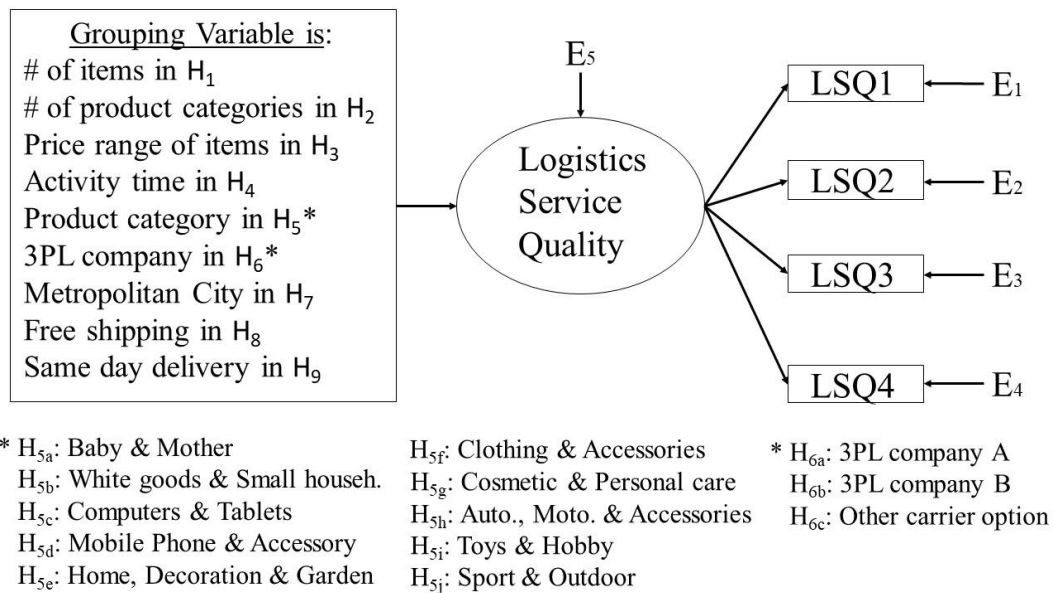 Grouping Variable is:
# of items in H₁
# of product categories in H₂
Price range of items in H₃
Activity time in H₄
Product category in H₅*
3PL company in H₆*
Metropolitan City in H₇
Free shipping in H₈
Same day delivery in H₉
E₅
Logistics
Service
Quality
LSQ1
E₁
LSQ2
E₂
LSQ3
E₃
LSQ4
E₄
* H₅ₐ: Baby & Mother
H₅b: White goods & Small househ.
H₅c: Computers & Tablets
H₅d: Mobile Phone & Accessory
H₅ₑ: Home, Decoration & Garden
H₅f: Clothing & Accessories
H₅g: Cosmetic & Personal care
H₅ₕ: Auto., Moto. & Accessories
H₅ᵢ: Toys & Hobby
H₅ⱼ: Sport & Outdoor
* H₆ₐ: 3PL company A
H₆b: 3PL company B
H₆c: Other carrier option